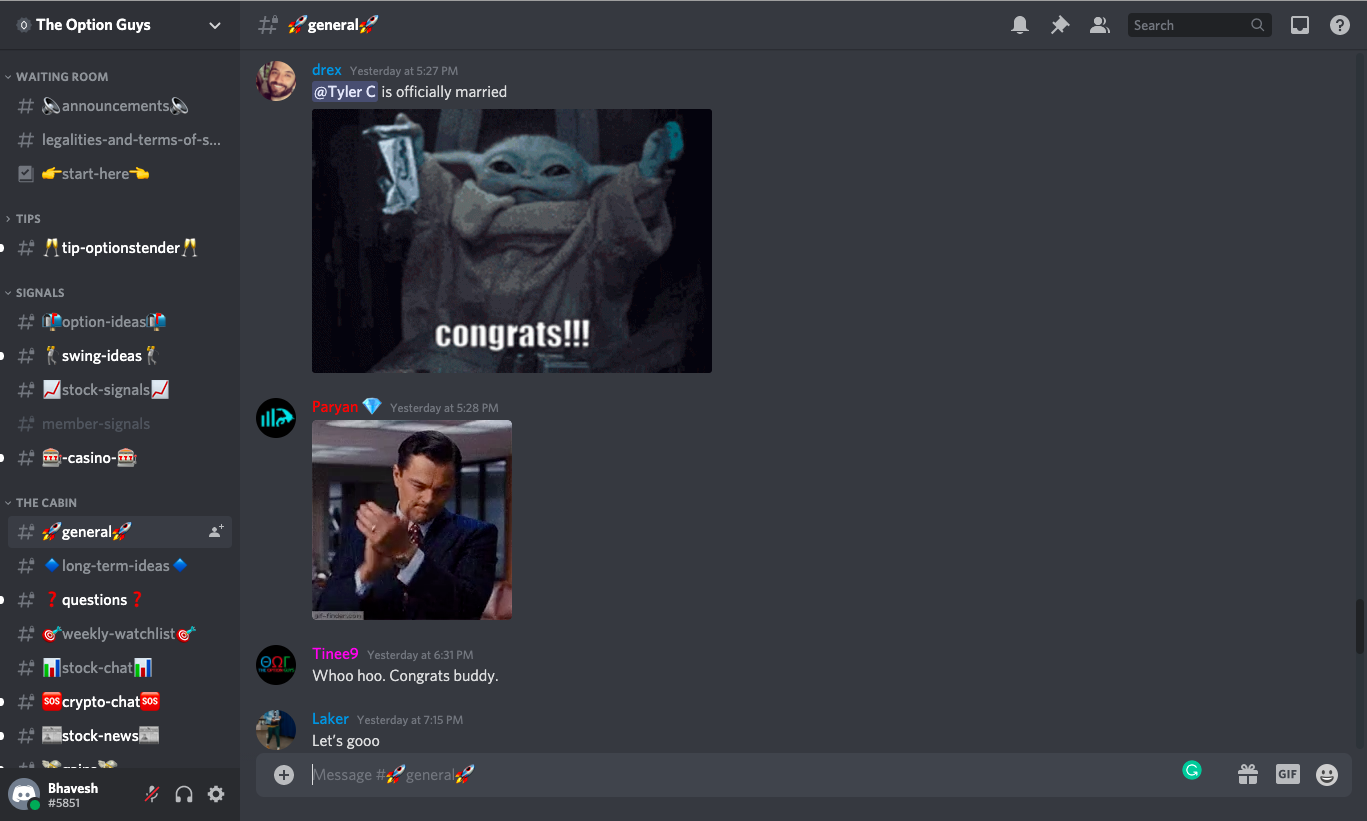 The Option Guys
WAITING ROOM
🔊announcements🔊
legalities-and-terms-of-s...
👉start-here👈
TIPS
🥂tip-optionstender🥂
SIGNALS
📬option-ideas📬
🏌swing-ideas🏌
📈stock-signals📈
member-signals
🎰-casino-🎰
THE CABIN
🚀general🚀
🔷long-term-ideas🔷
❓questions❓
🎯weekly-watchlist🎯
📊stock-chat📊
🆘crypto-chat🆘
📰stock-news📰
Bhavesh
#5851
🚀general🚀
Search
drex Yesterday at 5:27 PM
@Tyler C is officially married
congrats!!!
Paryan 💎 Yesterday at 5:28 PM
gif-finder.com
Tinee9 Yesterday at 6:31 PM
ΘΩΓ
THE OPTION GUYS
Whoo hoo. Congrats buddy.
Laker Yesterday at 7:15 PM
Let's gooo
Message #🚀general🚀
GIF